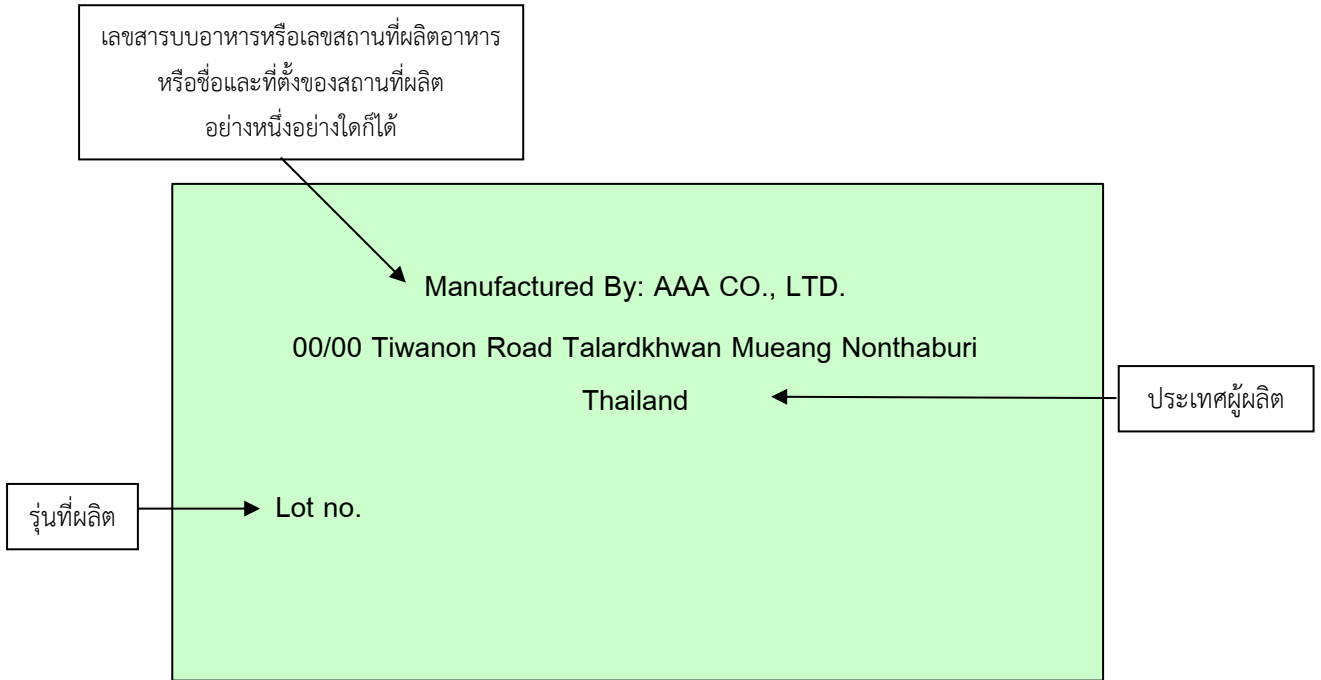 เลขสารบบอาหารหรือเลขสถานที่ผลิตอาหาร
หรือชื่อและที่ตั้งของสถานที่ผลิต
อย่างหนึ่งอย่างใดก็ได้
Manufactured By: AAA CO., LTD.
00/00 Tiwanon Road Talardkhwan Mueang Nonthaburi
Thailand
ประเทศผู้ผลิต
รุ่นที่ผลิต
Lot no.